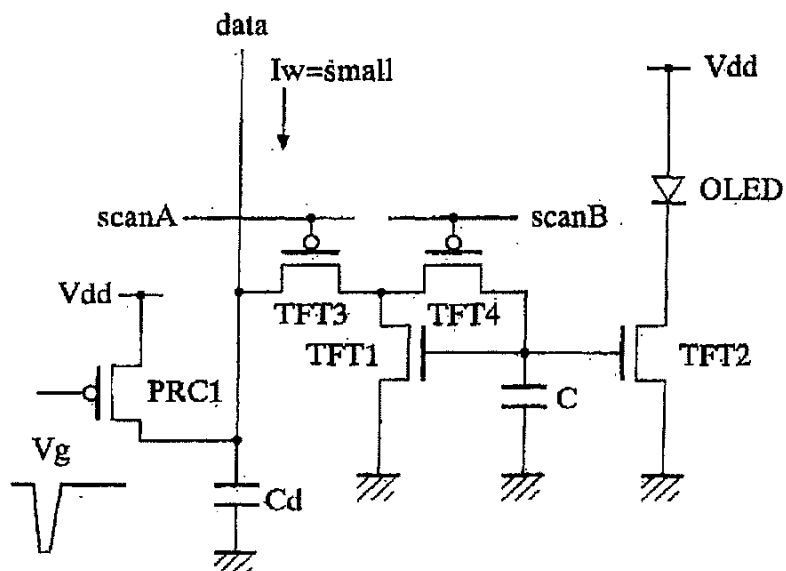 data
Iw=small
Vdd
OLED
scanA
scanB
Vdd
TFT3
TFT4
TFT1
TFT2
PRC1
C
Vg
Cd